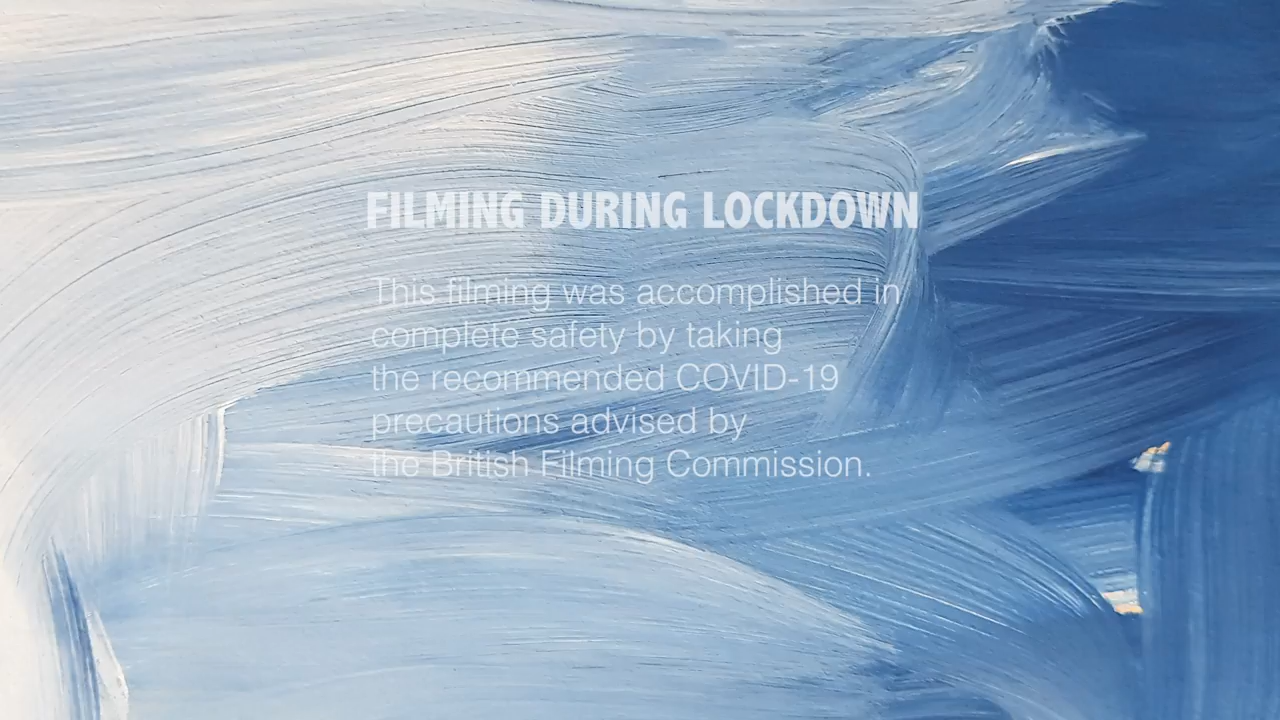 FILMING DURING LOCKDOWN
This filming was accomplished in
complete safety by taking
the recommended COVID-19
precautions advised by
the British Filming Commission.